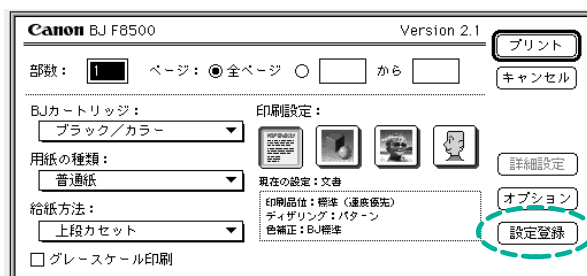 Canon BJ F8500 Version 2.1
プリント
部数： 1 ページ： 全ページ から
キャンセル
BJカートリッジ：
ブラック／カラー
用紙の種類：
普通紙
給紙方法：
上段カセット
グレースケール印刷
印刷設定：
現在の設定：文書
印刷品位：標準（速度優先）
ディザリング：パターン
色補正：BJ標準
詳細設定
オプション
設定登録